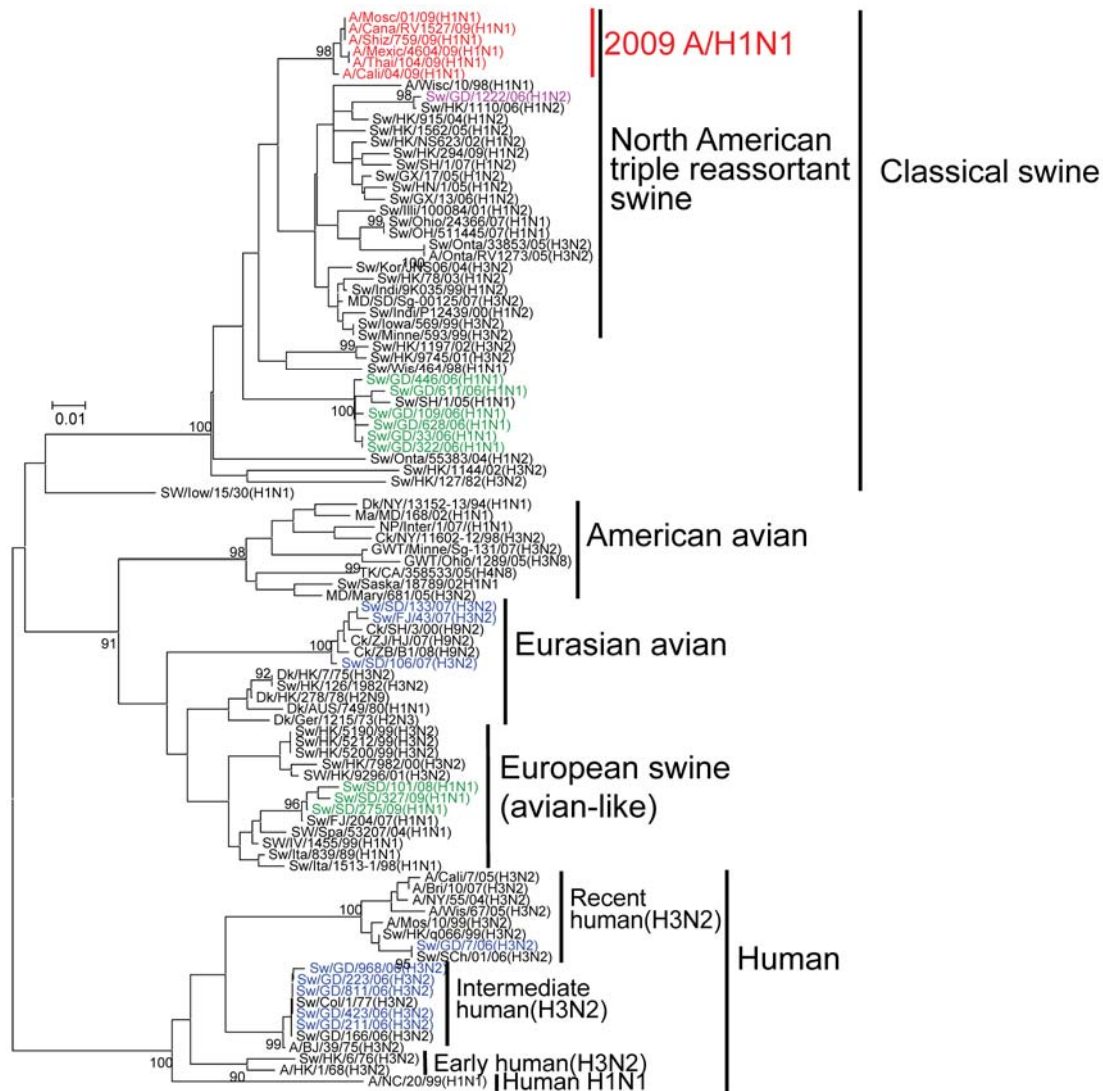 A/Mosc/01/09(H1N1)
A/Cana/RV1527/09(H1N1)
A/Shiz/759/09(H1N1)
A/Mexic/4604/09(H1N1)
A/Thai/104/09(H1N1)
98
A/Cali/04/09(H1N1)
2009 A/H1N1
A/Wisc/10/98(H1N1)
98
Sw/GD/1222/06(H1N2)
Sw/HK/1110/06(H1N2)
Sw/HK/915/04(H1N2)
Sw/HK/1562/05(H1N2)
Sw/HK/NS623/02(H1N2)
Sw/HK/294/09(H1N2)
Sw/SH/1/07(H1N2)
Sw/GX/17/05(H1N2)
Sw/HN/1/05(H1N2)
Sw/GX/13/06(H1N2)
Sw/Illi/100084/01(H1N2)
99
Sw/Ohio/24366/07(H1N1)
Sw/OH/511445/07(H1N1)
Sw/Onta/33853/05(H3N2)
100
A/Onta/RV1273/05(H3N2)
Sw/Kor/JNS06/04(H3N2)
Sw/HK/78/03(H1N2)
Sw/Indi/9K035/99(H1N2)
MD/SD/Sg-00125/07(H3N2)
Sw/Indi/P12439/00(H1N2)
Sw/Iowa/569/99(H3N2)
Sw/Minne/593/99(H3N2)
North American
triple reassortant
swine
99
Sw/HK/1197/02(H3N2)
Sw/HK/9745/01(H3N2)
Sw/Wis/464/98(H1N1)
Sw/GD/446/06(H1N1)
Sw/GD/611/06(H1N1)
Sw/SH/1/05(H1N1)
100
Sw/GD/109/06(H1N1)
Sw/GD/628/06(H1N1)
Sw/GD/33/06(H1N1)
Sw/GD/322/06(H1N1)
100
Sw/Onta/55383/04(H1N2)
Sw/HK/1144/02(H3N2)
Sw/HK/127/82(H3N2)
SW/Iow/15/30(H1N1)
Classical swine
0.01
Dk/NY/13152-13/94(H1N1)
Ma/MD/168/02(H1N1)
NP/Inter/1/07/(H1N1)
Ck/NY/11602-12/98(H3N2)
98
GWT/Minne/Sg-131/07(H3N2)
GWT/Ohio/1289/05(H3N8)
99
TK/CA/358533/05(H4N8)
Sw/Saska/18789/02H1N1
MD/Mary/681/05(H3N2)
American avian
91
Sw/SD/133/07(H3N2)
Sw/FJ/43/07(H3N2)
Ck/SH/3/00(H9N2)
100
Ck/ZJ/HJ/07(H9N2)
Ck/ZB/B1/08(H9N2)
Sw/SD/106/07(H3N2)
92
Dk/HK/7/75(H3N2)
Sw/HK/126/1982(H3N2)
Dk/HK/278/78(H2N9)
Dk/AUS/749/80(H1N1)
Dk/Ger/1215/73(H2N3)
Eurasian avian
Sw/HK/5190/99(H3N2)
Sw/HK/5212/99(H3N2)
Sw/HK/5200/99(H3N2)
Sw/HK/7982/00(H3N2)
SW/HK/9296/01(H3N2)
Sw/SD/101/08(H1N1)
Sw/SD/327/09(H1N1)
96
Sw/SD/275/09(H1N1)
Sw/FJ/204/07(H1N1)
SW/Spa/53207/04(H1N1)
SW/IV/1455/99(H1N1)
Sw/Ita/839/89(H1N1)
Sw/Ita/1513-1/98(H1N1)
European swine
(avian-like)
A/Cali/7/05(H3N2)
A/Bri/10/07(H3N2)
A/NY/55/04(H3N2)
100
A/Wis/67/05(H3N2)
A/Mos/10/99(H3N2)
Sw/HK/q066/99(H3N2)
Sw/GD/7/06(H3N2)
Sw/SCh/01/06(H3N2)
95
Recent
human(H3N2)
Sw/GD/968/06(H3N2)
Sw/GD/223/06(H3N2)
Sw/GD/811/06(H3N2)
Sw/Col/1/77(H3N2)
Sw/GD/423/06(H3N2)
Sw/GD/211/06(H3N2)
Sw/GD/166/06(H3N2)
99
A/BJ/39/75(H3N2)
Intermediate
human(H3N2)
100
Sw/HK/6/76(H3N2)
A/HK/1/68(H3N2)
Early human(H3N2)
90
A/NC/20/99(H1N1)
Human H1N1
Human